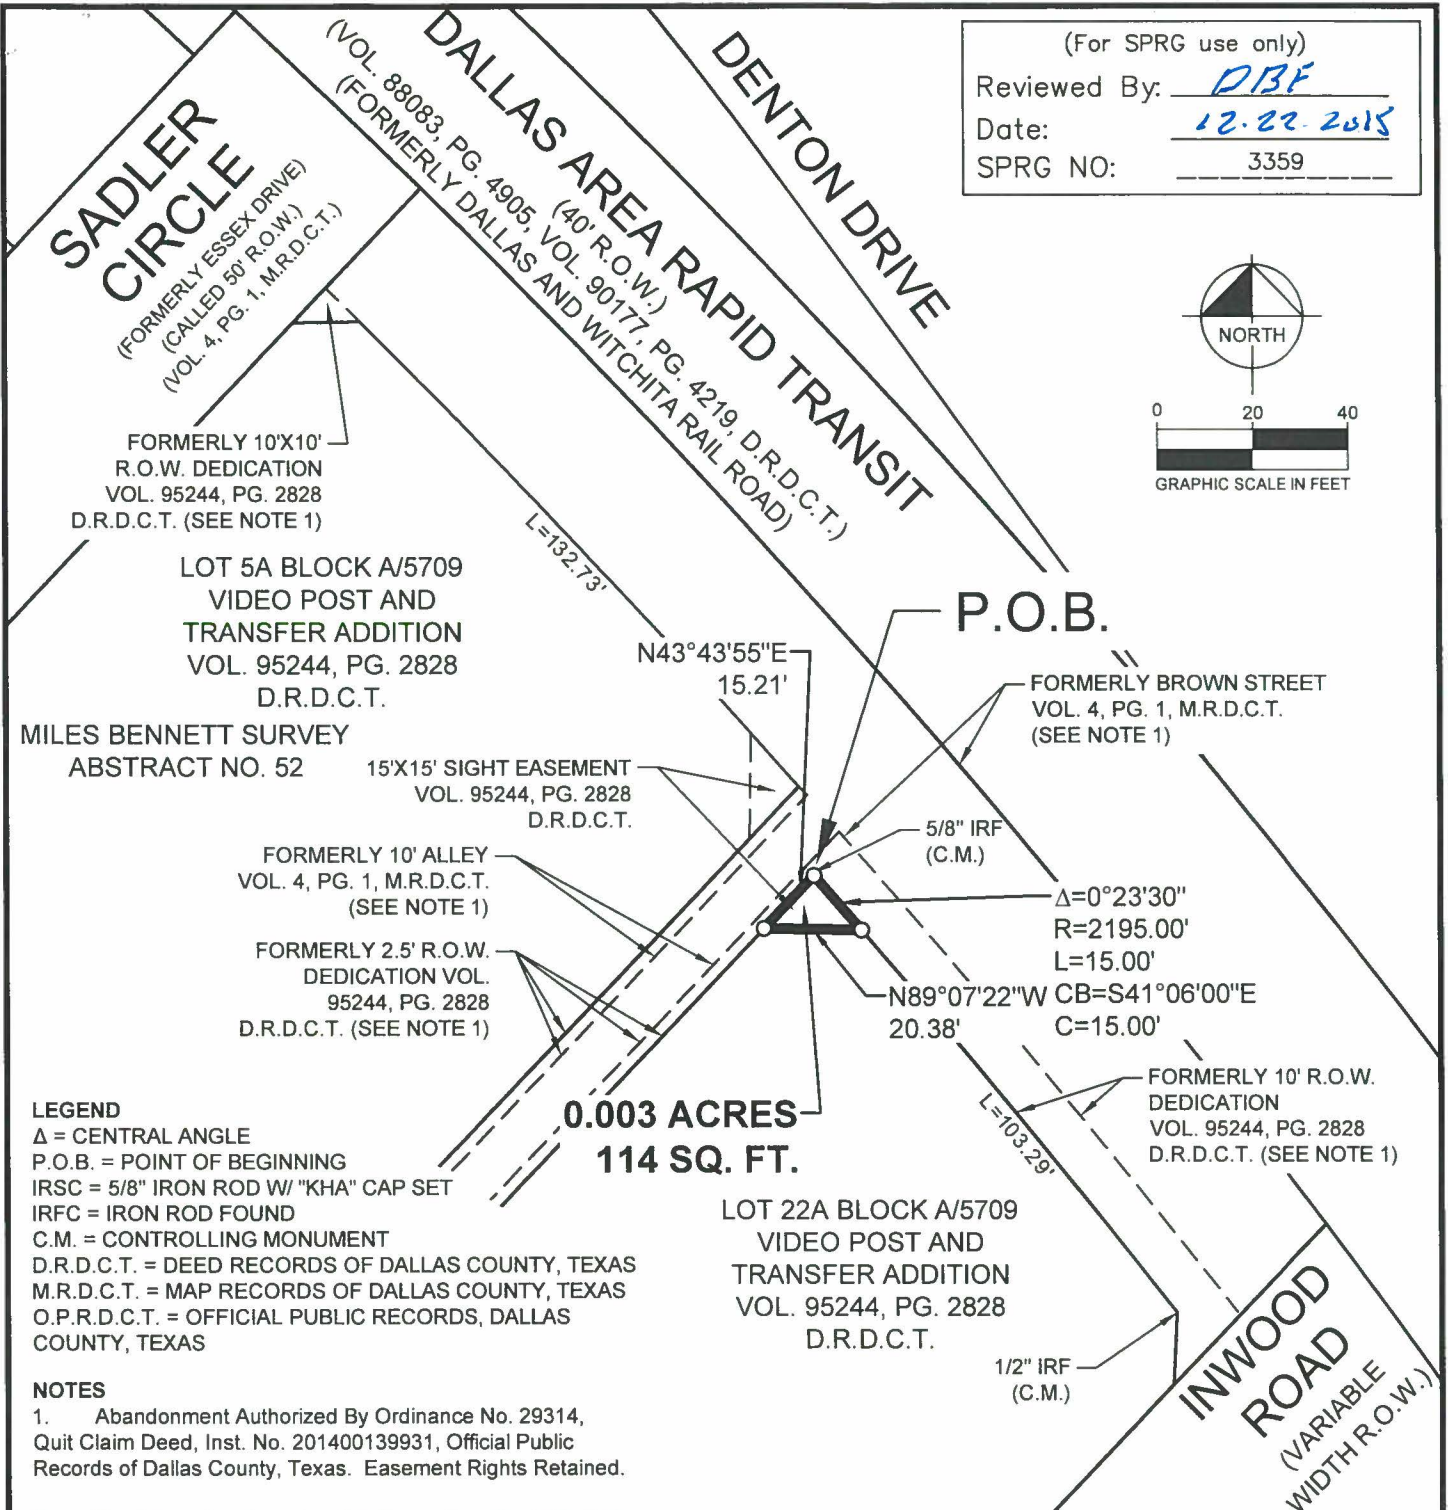 (For SPRG use only)
Reviewed By: DBF
Date: 12.22.2015
SPRG NO: 3359
DENTON DRIVE
DALLAS AREA RAPID TRANSIT
(40' R.O.W.)
(VOL. 88083, PG. 4905, VOL. 90177, PG. 4219, D.R.D.C.T.)
(FORMERLY DALLAS AND WITCHITA RAIL ROAD)
SADLER
CIRCLE
(FORMERLY ESSEX DRIVE)
(CALLED 50' R.O.W.)
(VOL. 4, PG. 1, M.R.D.C.T.)
NORTH
0 20 40
GRAPHIC SCALE IN FEET
FORMERLY 10'X10'
R.O.W. DEDICATION
VOL. 95244, PG. 2828
D.R.D.C.T. (SEE NOTE 1)
L=132.73'
LOT 5A BLOCK A/5709
VIDEO POST AND
TRANSFER ADDITION
VOL. 95244, PG. 2828
D.R.D.C.T.
P.O.B.
N43°43'55"E
15.21'
FORMERLY BROWN STREET
VOL. 4, PG. 1, M.R.D.C.T.
(SEE NOTE 1)
MILES BENNETT SURVEY
ABSTRACT NO. 52
15'X15' SIGHT EASEMENT
VOL. 95244, PG. 2828
D.R.D.C.T.
5/8" IRF
(C.M.)
FORMERLY 10' ALLEY
VOL. 4, PG. 1, M.R.D.C.T.
(SEE NOTE 1)
Δ=0°23'30"
R=2195.00'
L=15.00'
CB=S41°06'00"E
C=15.00'
FORMERLY 2.5' R.O.W.
DEDICATION VOL.
95244, PG. 2828
D.R.D.C.T. (SEE NOTE 1)
N89°07'22"W
20.38'
FORMERLY 10' R.O.W.
DEDICATION
VOL. 95244, PG. 2828
D.R.D.C.T. (SEE NOTE 1)
L=103.29'
0.003 ACRES
114 SQ. FT.
LEGEND
Δ = CENTRAL ANGLE
P.O.B. = POINT OF BEGINNING
IRSC = 5/8" IRON ROD W/ "KHA" CAP SET
IRFC = IRON ROD FOUND
C.M. = CONTROLLING MONUMENT
D.R.D.C.T. = DEED RECORDS OF DALLAS COUNTY, TEXAS
M.R.D.C.T. = MAP RECORDS OF DALLAS COUNTY, TEXAS
O.P.R.D.C.T. = OFFICIAL PUBLIC RECORDS, DALLAS
COUNTY, TEXAS
LOT 22A BLOCK A/5709
VIDEO POST AND
TRANSFER ADDITION
VOL. 95244, PG. 2828
D.R.D.C.T.
1/2" IRF
(C.M.)
INWOOD
ROAD
(VARIABLE
WIDTH R.O.W.)
NOTES
1. Abandonment Authorized By Ordinance No. 29314,
Quit Claim Deed, Inst. No. 201400139931, Official Public
Records of Dallas County, Texas. Easement Rights Retained.